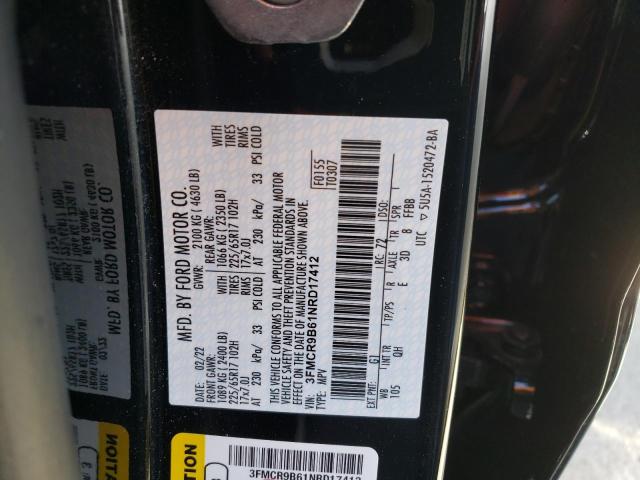 MFD. BY FORD MOTOR CO.
DATE: 02/22 GVWR: 2100 KG ( 4630 LB)
FRONT GAWR: REAR GAWR:
1089 KG ( 2400 LB) 1066 KG ( 2350 LB) WITH
225/65R17 102H 225/65R17 102H TIRES
17x7.0J 17x7.0J RIMS
AT 230 kPa/ 33 PSI COLD AT 230 kPa/ 33 PSI COLD
THIS VEHICLE CONFORMS TO ALL APPLICABLE FEDERAL MOTOR
VEHICLE SAFETY AND THEFT PREVENTION STANDARDS IN
EFFECT ON THE DATE OF MANUFACTURE SHOWN ABOVE.
VIN: 3FMCR9B61NRD17412
TYPE: MPV
F0155
T0307
EXT PNT: G1 RC: 72 DSO:
WB INT TR TP/PS R AXLE TR SPR
105 QH E 3D 8 FFBB
UTC ▽ 5U5A-1520472-BA
3FMCR9B61NRD17412